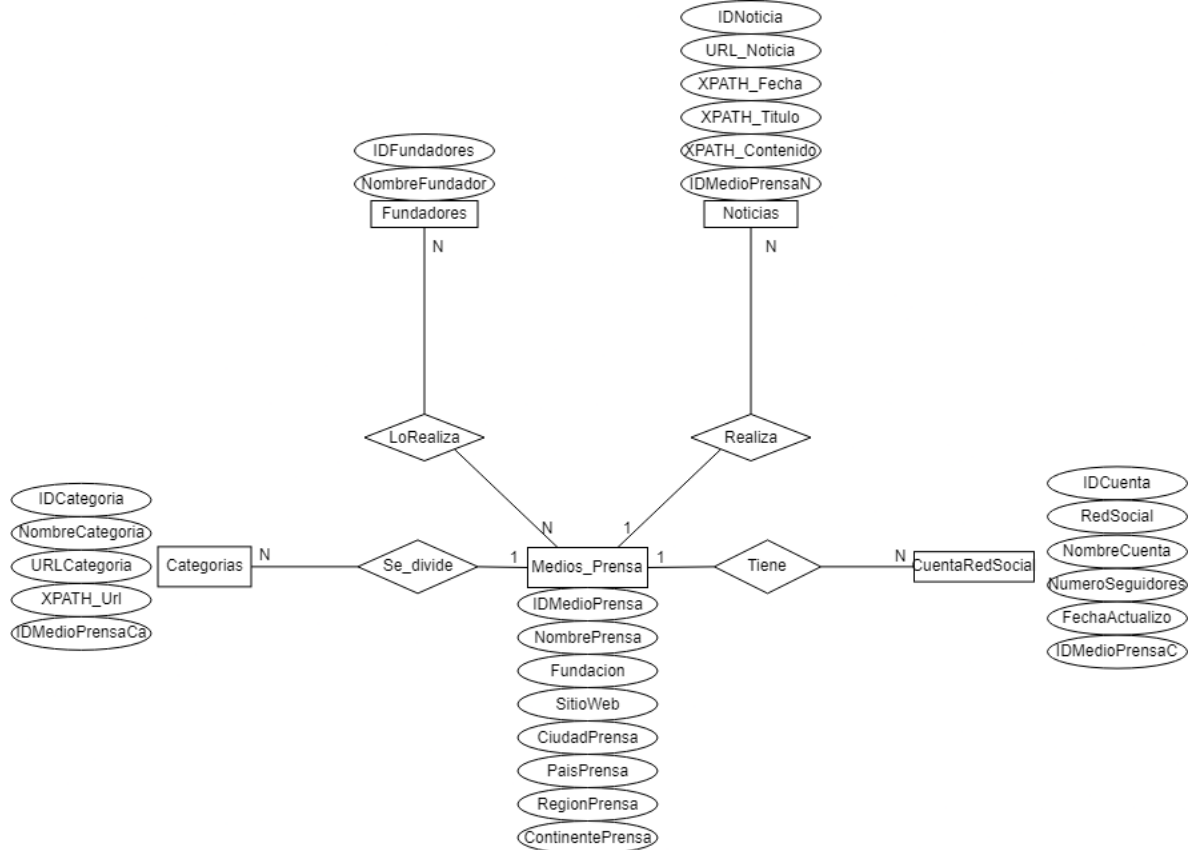 IDNoticia
URL_Noticia
XPATH_Fecha
XPATH_Titulo
XPATH_Contenido
IDMedioPrensaN
Noticias
N
IDFundadores
NombreFundador
Fundadores
N
LoRealiza
N
Realiza
1
IDCategoria
NombreCategoria
URLCategoria
XPATH_Url
IDMedioPrensaCa
Categorias
N
Se_divide
1
Medios_Prensa
1
Tiene
N
CuentaRedSocial
IDCuenta
RedSocial
NombreCuenta
NumeroSeguidores
FechaActualizo
IDMedioPrensaC
IDMedioPrensa
NombrePrensa
Fundacion
SitioWeb
CiudadPrensa
PaisPrensa
RegionPrensa
ContinentePrensa